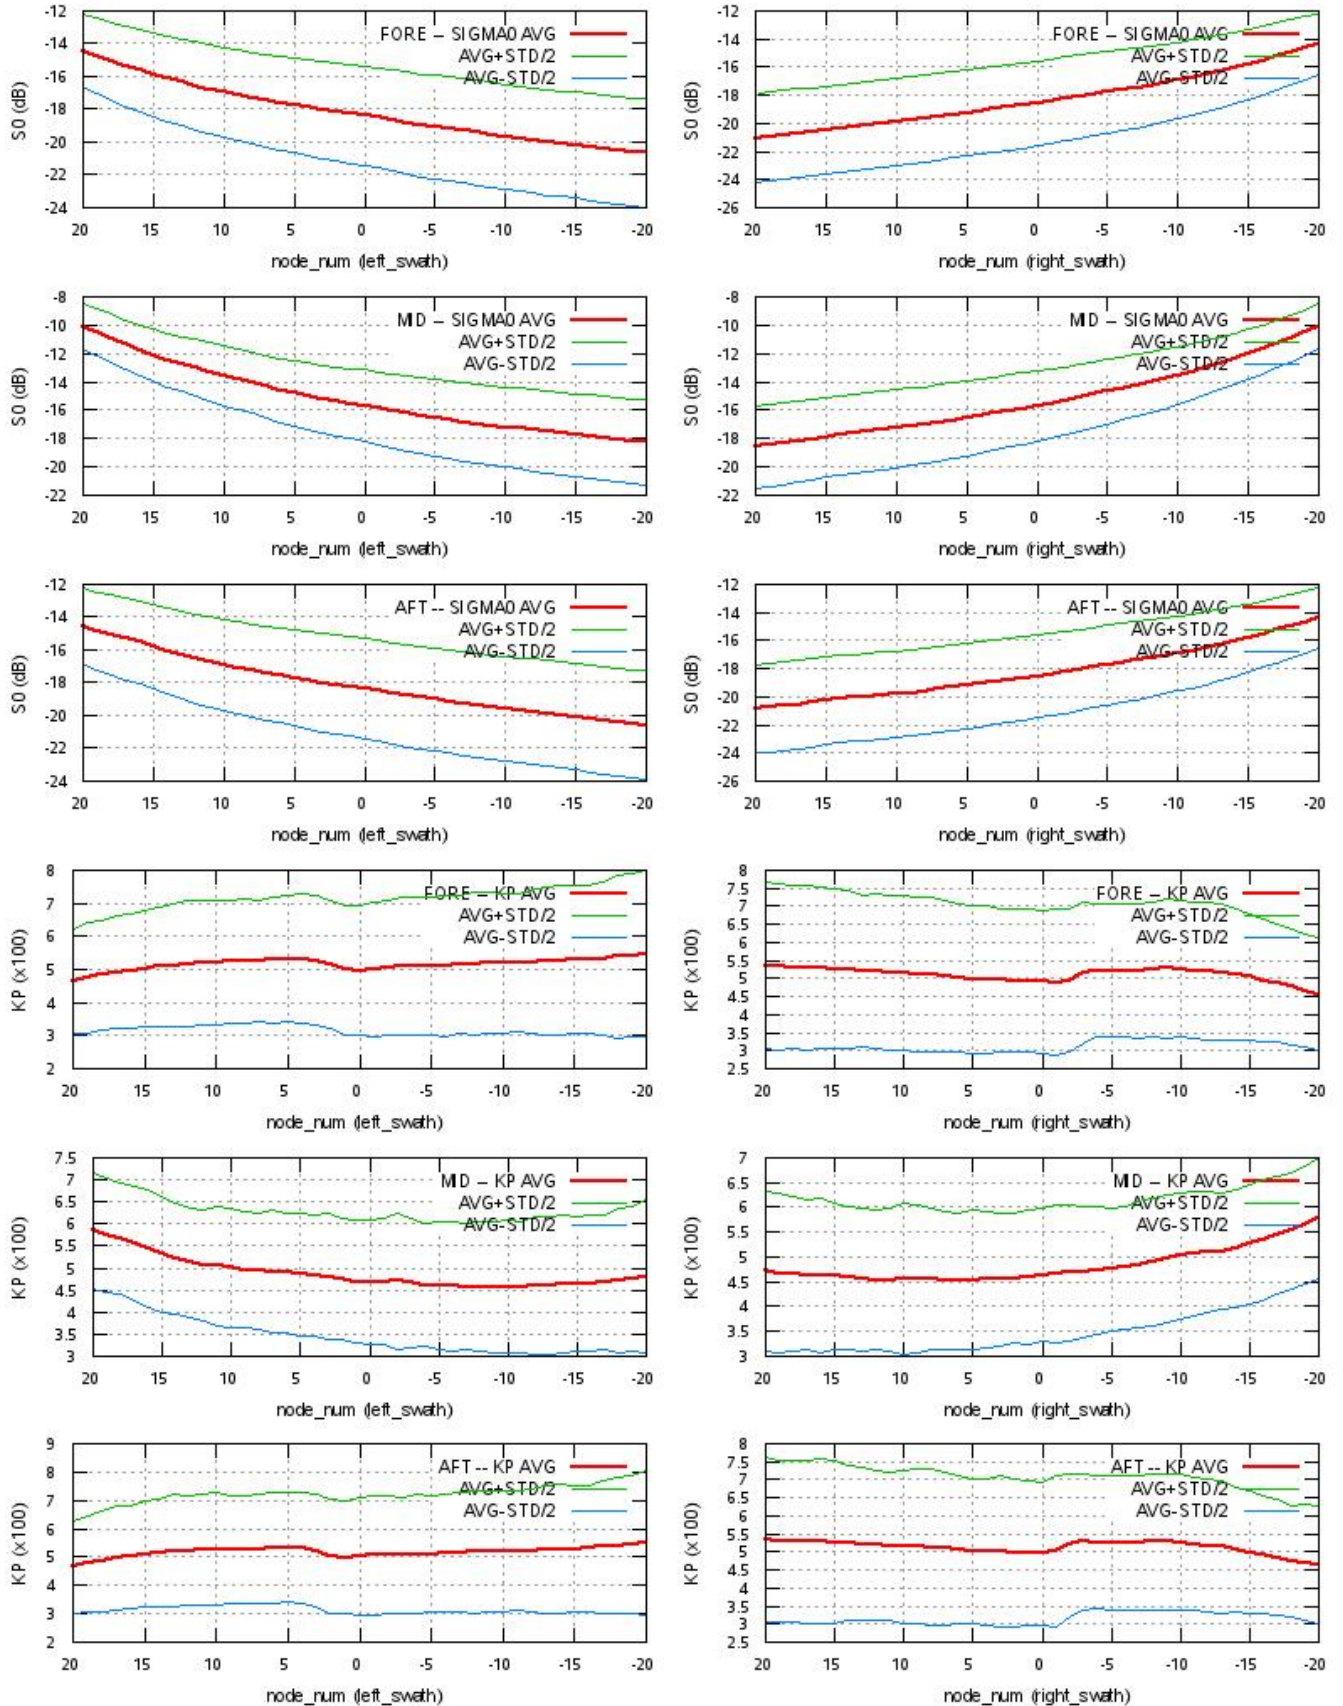 -12
-14
-16
-18
-20
-22
-24
S0 (dB)
FORE -- SIGMA0 AVG
AVG+STD/2
AVG-STD/2
20 15 10 5 0 -5 -10 -15 -20
node_num (left_swath)
-12
-14
-16
-18
-20
-22
-24
-26
S0 (dB)
FORE -- SIGMA0 AVG
AVG+STD/2
AVG-STD/2
20 15 10 5 0 -5 -10 -15 -20
node_num (right_swath)
-8
-10
-12
-14
-16
-18
-20
-22
S0 (dB)
MID -- SIGMA0 AVG
AVG+STD/2
AVG-STD/2
20 15 10 5 0 -5 -10 -15 -20
node_num (left_swath)
-8
-10
-12
-14
-16
-18
-20
-22
S0 (dB)
MID -- SIGMA0 AVG
AVG+STD/2
AVG-STD/2
20 15 10 5 0 -5 -10 -15 -20
node_num (right_swath)
-12
-14
-16
-18
-20
-22
-24
S0 (dB)
AFT -- SIGMA0 AVG
AVG+STD/2
AVG-STD/2
20 15 10 5 0 -5 -10 -15 -20
node_num (left_swath)
-12
-14
-16
-18
-20
-22
-24
-26
S0 (dB)
AFT -- SIGMA0 AVG
AVG+STD/2
AVG-STD/2
20 15 10 5 0 -5 -10 -15 -20
node_num (right_swath)
8
7
6
5
4
3
2
KP (x100)
FORE -- KP AVG
AVG+STD/2
AVG-STD/2
20 15 10 5 0 -5 -10 -15 -20
node_num (left_swath)
8
7.5
7
6.5
6
5.5
5
4.5
4
3.5
3
2.5
KP (x100)
FORE -- KP AVG
AVG+STD/2
AVG-STD/2
20 15 10 5 0 -5 -10 -15 -20
node_num (right_swath)
7.5
7
6.5
6
5.5
5
4.5
4
3.5
3
KP (x100)
MID -- KP AVG
AVG+STD/2
AVG-STD/2
20 15 10 5 0 -5 -10 -15 -20
node_num (left_swath)
7
6.5
6
5.5
5
4.5
4
3.5
3
KP (x100)
MID -- KP AVG
AVG+STD/2
AVG-STD/2
20 15 10 5 0 -5 -10 -15 -20
node_num (right_swath)
9
8
7
6
5
4
3
2
KP (x100)
AFT -- KP AVG
AVG+STD/2
AVG-STD/2
20 15 10 5 0 -5 -10 -15 -20
node_num (left_swath)
8
7.5
7
6.5
6
5.5
5
4.5
4
3.5
3
2.5
KP (x100)
AFT -- KP AVG
AVG+STD/2
AVG-STD/2
20 15 10 5 0 -5 -10 -15 -20
node_num (right_swath)